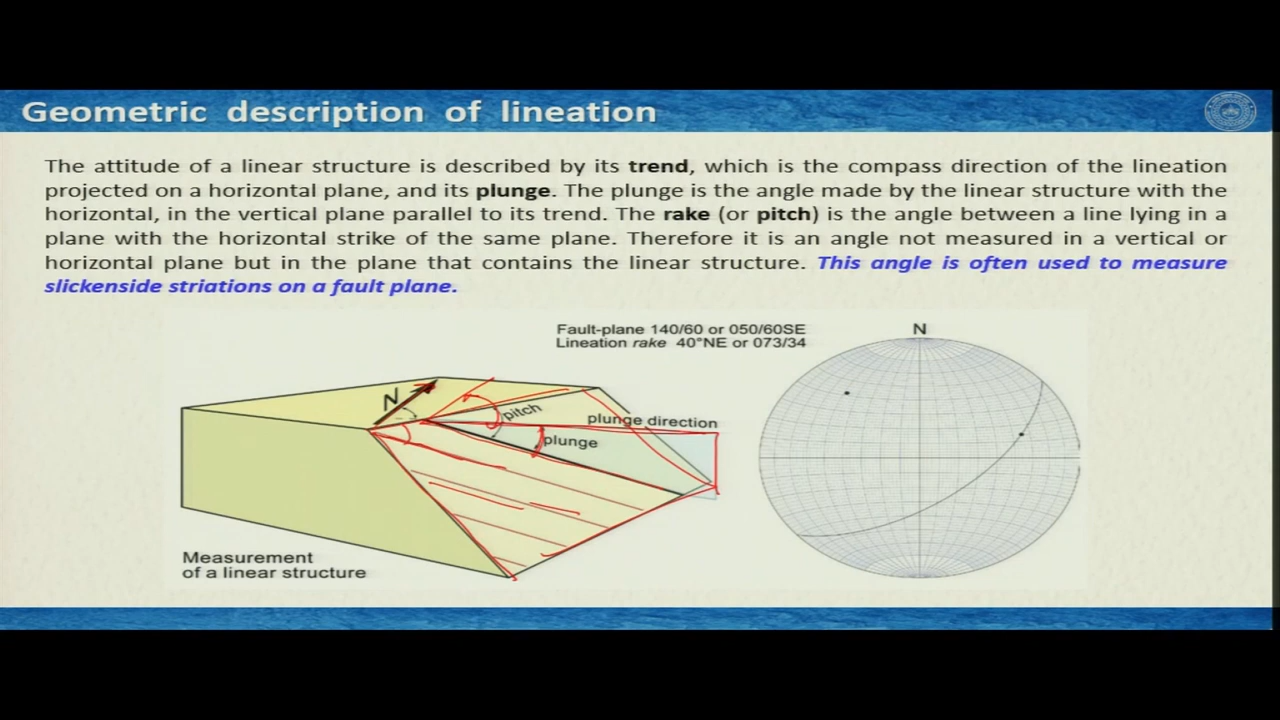 Geometric description of lineation
The attitude of a linear structure is described by its trend, which is the compass direction of the lineation
projected on a horizontal plane, and its plunge. The plunge is the angle made by the linear structure with the
horizontal, in the vertical plane parallel to its trend. The rake (or pitch) is the angle between a line lying in a
plane with the horizontal strike of the same plane. Therefore it is an angle not measured in a vertical or
horizontal plane but in the plane that contains the linear structure. This angle is often used to measure
slickenside striations on a fault plane.
Fault-plane 140/60 or 050/60SE
Lineation rake 40°NE or 073/34
N
N
pitch
plunge direction
plunge
Measurement
of a linear structure